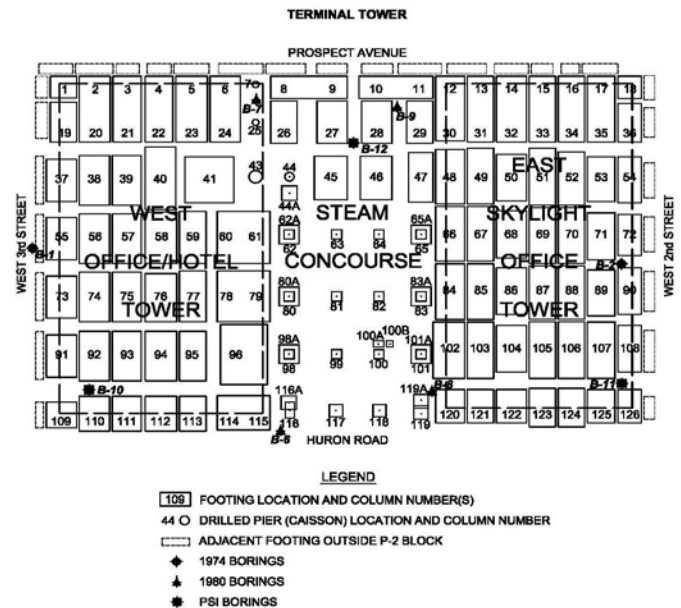 TERMINAL TOWER
PROSPECT AVENUE
1 2 3 4 5 6 7 8 9 10 11 12 13 14 15 16 17 18
B-7 B-9
19 20 21 22 23 24 25 26 27 28 29 30 31 32 33 34 35 36
B-12
EAST
37 38 39 40 41 43 44 45 46 47 48 49 50 51 52 53 54
44A
WEST STEAM SKYLIGHT
62A 65A
55 56 57 58 59 60 61 62 63 64 65 66 67 68 69 70 71 72
B-1 B-2
WEST 3rd STREET
WEST 2nd STREET
OFFICE/HOTEL CONCOURSE OFFICE
80A 83A
73 74 75 76 77 78 79 80 81 82 83 84 85 86 87 88 89 90
TOWER TOWER
98A 100A 100B 101A
91 92 93 94 95 96 98 99 100 101 102 103 104 105 106 107 108
B-10 116A 119A B-8 B-11
109 110 111 112 113 114 115 116 117 118 119 120 121 122 123 124 125 126
B-6
HURON ROAD
LEGEND
109 FOOTING LOCATION AND COLUMN NUMBER(S)
44 DRILLED PIER (CAISSON) LOCATION AND COLUMN NUMBER
ADJACENT FOOTING OUTSIDE P-2 BLOCK
1974 BORINGS
1980 BORINGS
PSI BORINGS